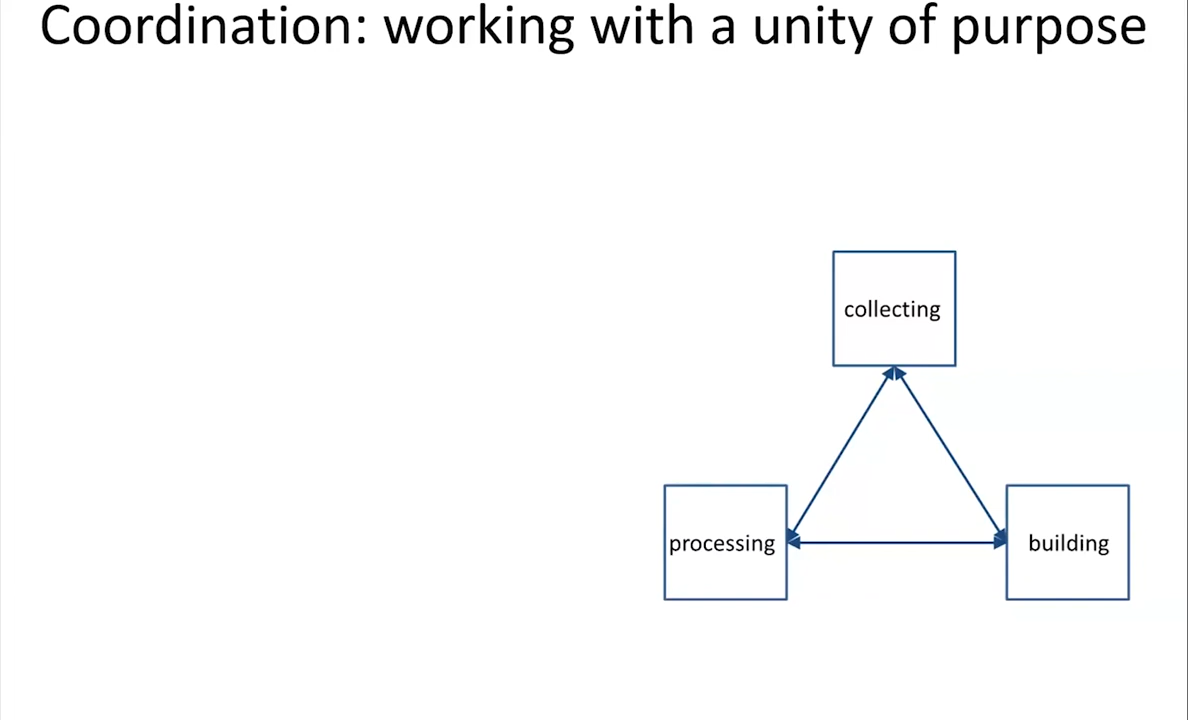 Coordination: working with a unity of purpose
collecting
processing
building